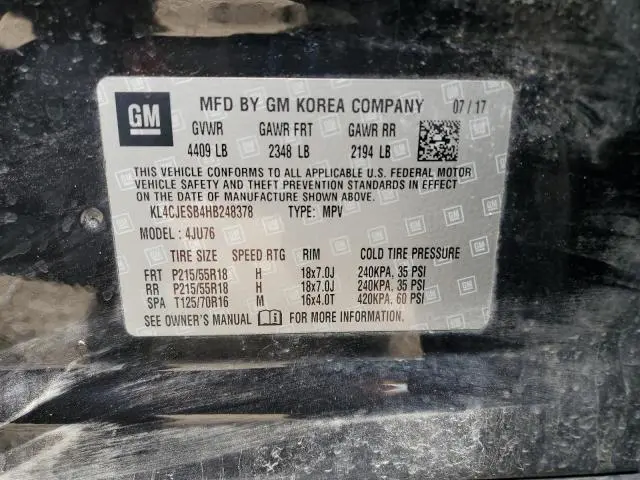 GM
MFD BY GM KOREA COMPANY 07/17
GVWR GAWR FRT GAWR RR
4409 LB 2348 LB 2194 LB
THIS VEHICLE CONFORMS TO ALL APPLICABLE U.S. FEDERAL MOTOR
VEHICLE SAFETY AND THEFT PREVENTION STANDARDS IN EFFECT
ON THE DATE OF MANUFACTURE SHOWN ABOVE.
KL4CJESB4HB248378 TYPE: MPV
MODEL: 4JU76
TIRE SIZE SPEED RTG RIM COLD TIRE PRESSURE
FRT P215/55R18 H 18x7.0J 240KPA, 35 PSI
RR P215/55R18 H 18x7.0J 240KPA, 35 PSI
SPA T125/70R16 M 16x4.0T 420KPA, 60 PSI
SEE OWNER'S MANUAL FOR MORE INFORMATION.